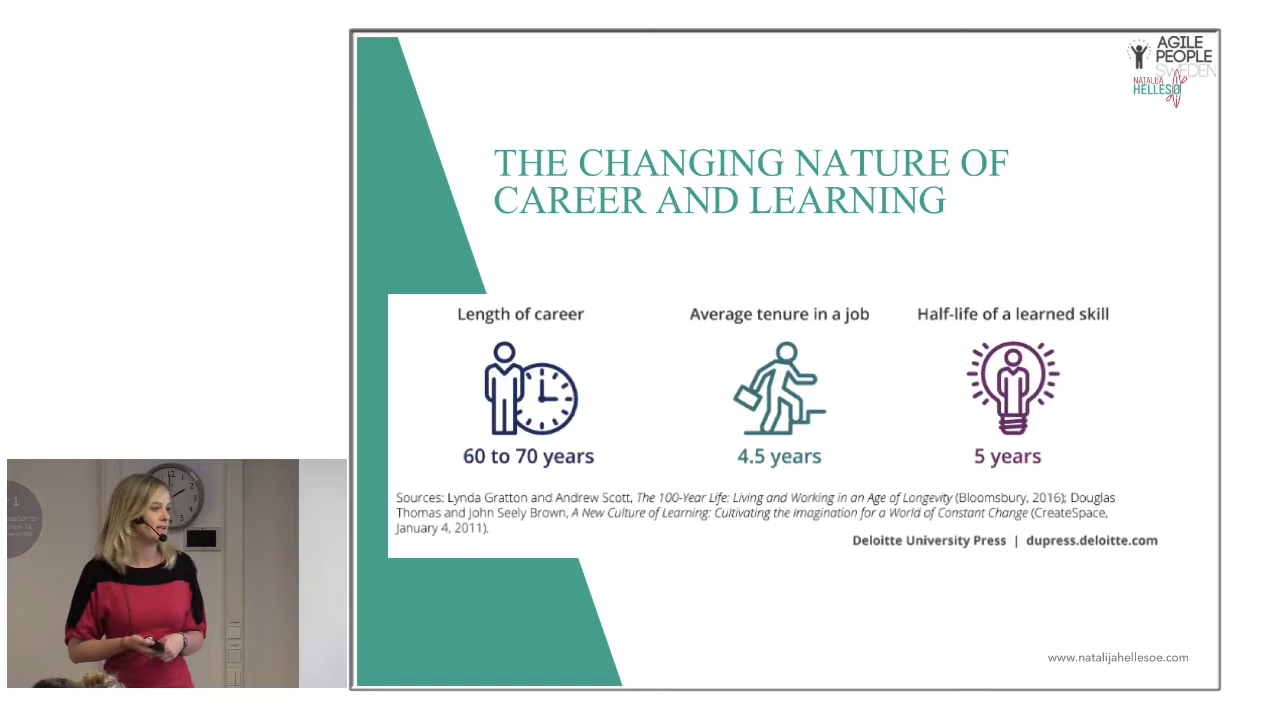 AGILE
PEOPLE
SWEDEN
NATALIJA
HELLESØ
THE CHANGING NATURE OF
CAREER AND LEARNING
Length of career
Average tenure in a job
Half-life of a learned skill
60 to 70 years
4.5 years
5 years
Sources: Lynda Gratton and Andrew Scott, The 100-Year Life: Living and Working in an Age of Longevity (Bloomsbury, 2016); Douglas
Thomas and John Seely Brown, A New Culture of Learning: Cultivating the Imagination for a World of Constant Change (CreateSpace,
January 4, 2011).
Deloitte University Press | dupress.deloitte.com
www.natalijahellesoe.com